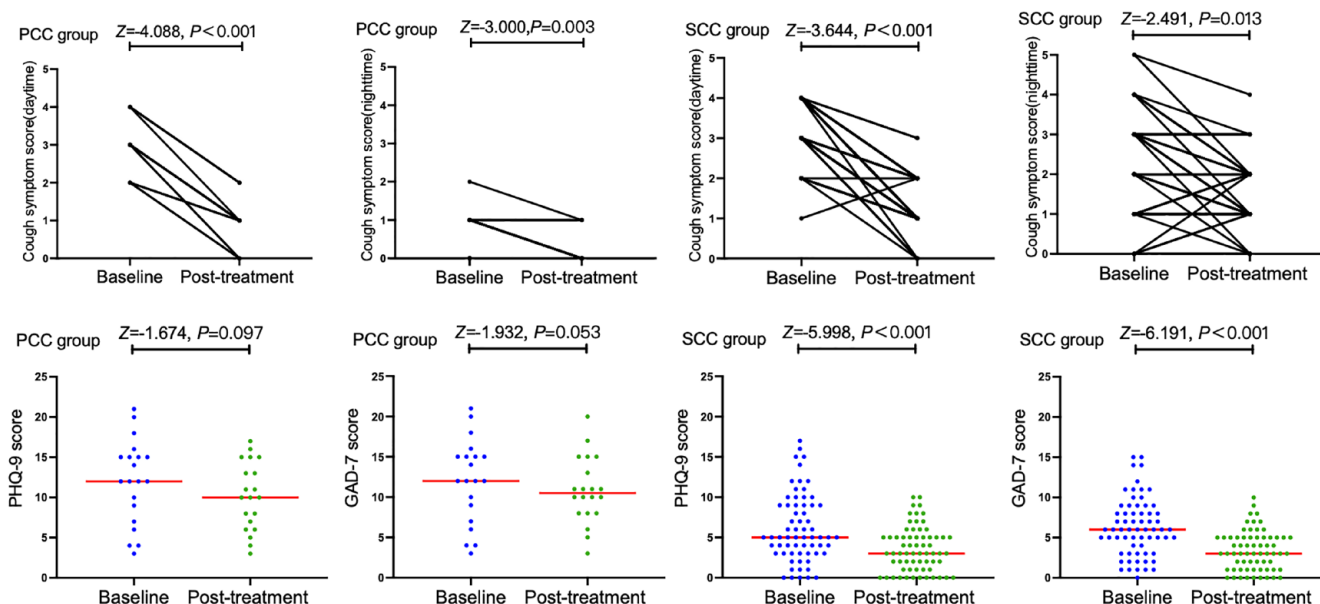 PCC group Z=-4.088, P<0.001
Cough symptom score(daytime)
5
4
3
2
1
0
Baseline Post-treatment
PCC group Z=-3.000,P=0.003
Cough symptom score(nighttime)
5
4
3
2
1
0
Baseline Post-treatment
SCC group Z=-3.644, P<0.001
Cough symptom score(daytime)
5
4
3
2
1
0
Baseline Post-treatment
SCC group Z=-2.491, P=0.013
Cough symptom score(nighttime)
5
4
3
2
1
0
Baseline Post-treatment
PCC group Z=-1.674, P=0.097
PHQ-9 score
25
20
15
10
5
0
Baseline Post-treatment
PCC group Z=-1.932, P=0.053
GAD-7 score
25
20
15
10
5
0
Baseline Post-treatment
SCC group Z=-5.998, P<0.001
PHQ-9 score
25
20
15
10
5
0
Baseline Post-treatment
SCC group Z=-6.191, P<0.001
GAD-7 score
25
20
15
10
5
0
Baseline Post-treatment